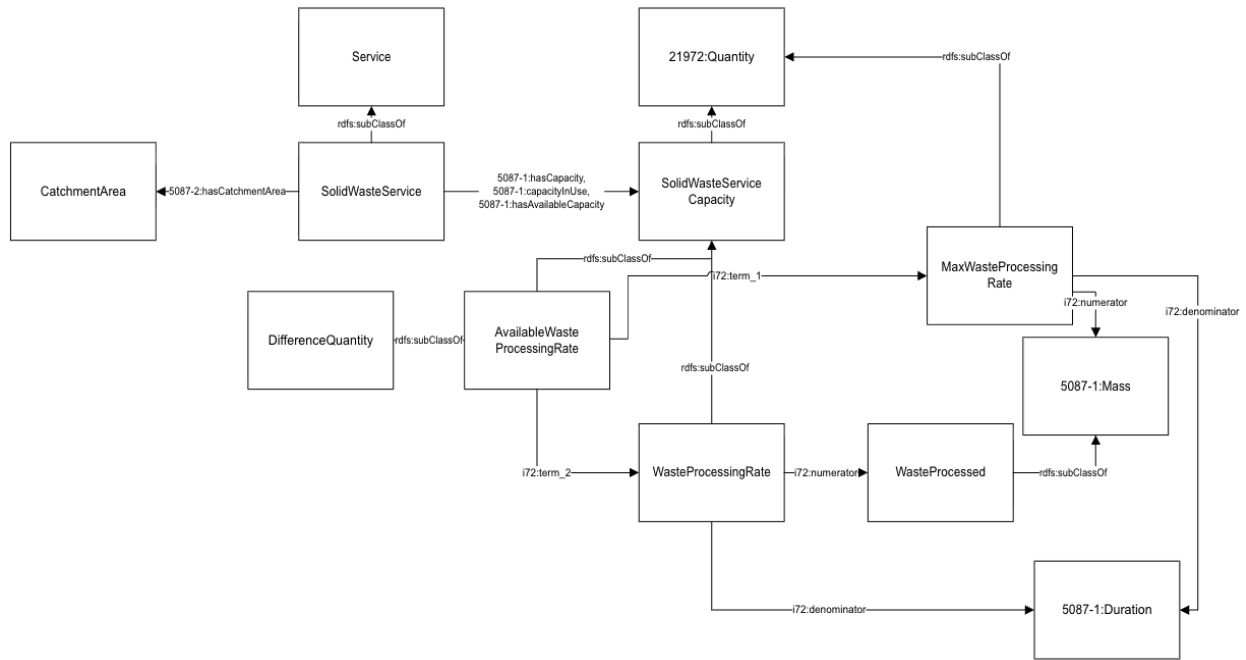 Service
21972:Quantity
rdfs:subClassOf
rdfs:subClassOf
rdfs:subClassOf
CatchmentArea
5087-2:hasCatchmentArea
SolidWasteService
5087-1:hasCapacity,
5087-1:capacityInUse,
5087-1:hasAvailableCapacity
SolidWasteService
Capacity
rdfs:subClassOf
i72:term_1
MaxWasteProcessing
Rate
i72:numerator
i72:denominator
DifferenceQuantity
rdfs:subClassOf
AvailableWaste
ProcessingRate
rdfs:subClassOf
5087-1:Mass
i72:term_2
WasteProcessingRate
i72:numerator
WasteProcessed
rdfs:subClassOf
i72:denominator
5087-1:Duration